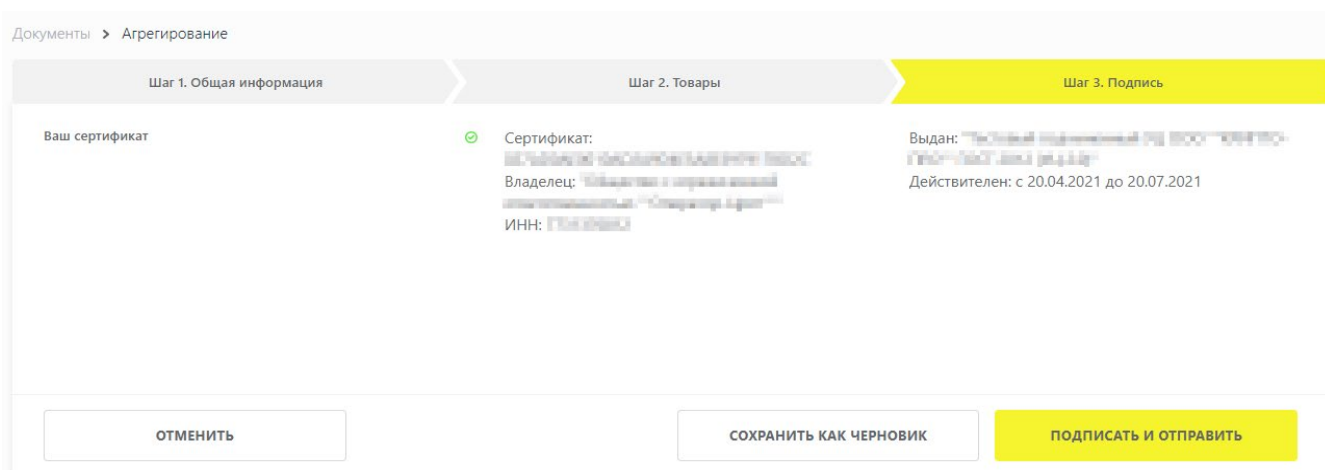 Документы > Агрегирование
Шаг 1. Общая информация
Шаг 2. Товары
Шаг 3. Подпись
Ваш сертификат
Сертификат:
Владелец:
ИНН:
Выдан:
Действителен: с 20.04.2021 до 20.07.2021
ОТМЕНИТЬ
СОХРАНИТЬ КАК ЧЕРНОВИК
ПОДПИСАТЬ И ОТПРАВИТЬ